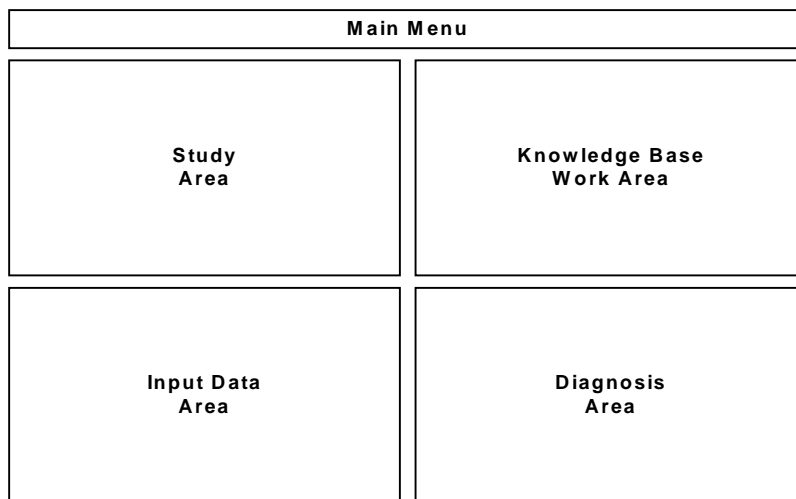 Main Menu
Study
Area
Knowledge Base
Work Area
Input Data
Area
Diagnosis
Area